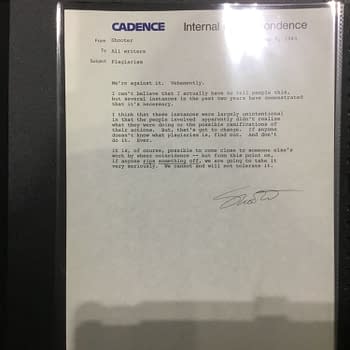 CADENCE Internal Correspondence
From Shooter 1983
To All writers
Subject Plagiarism
We're against it. Vehemently.
I can't believe that I actually have to tell people this,
but several instances in the past two years have demonstrated
that it's necessary.
I think that these instances were largely unintentional
in that the people involved apparently didn't realize
what they were doing or the possible ramifications of
their actions. But, that's got to change. If anyone
doesn't know what plagiarism is, find out. And don't
do it. Ever.
It is, of course, possible to come close to someone else's
work by sheer coincidence -- but from this point on,
if anyone rips something off, we are going to take it
very seriously. We cannot and will not tolerate it.